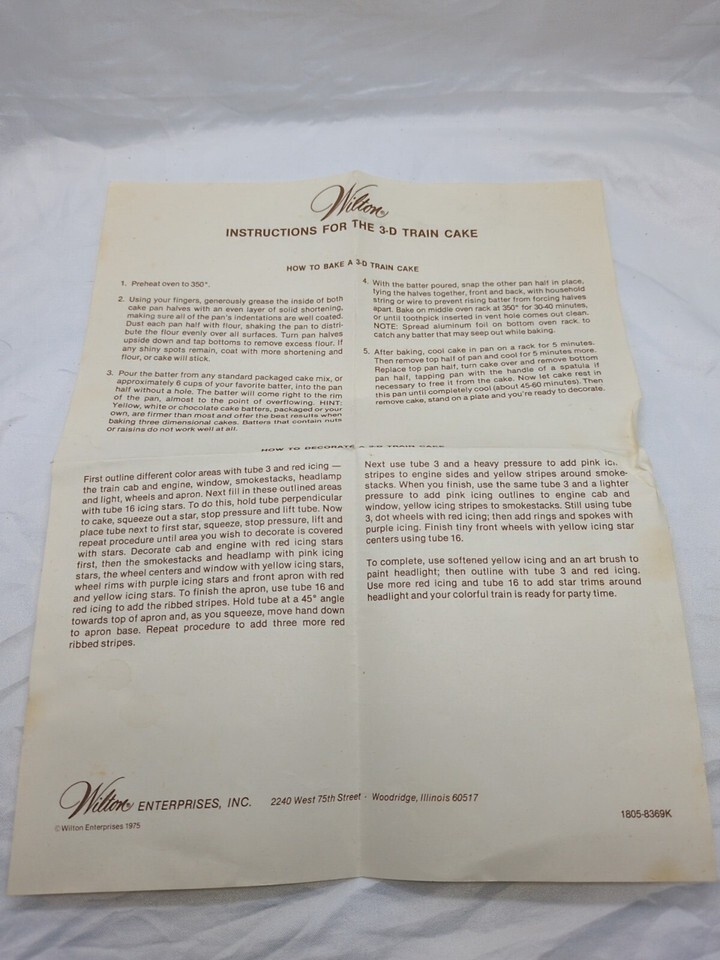 Wilton
INSTRUCTIONS FOR THE 3-D TRAIN CAKE
HOW TO BAKE A 3-D TRAIN CAKE
1. Preheat oven to 350°.
2. Using your fingers, generously grease the inside of both
cake pan halves with an even layer of solid shortening,
making sure all of the pan's indentations are well coated.
Dust each pan half with flour, shaking the pan to distri-
bute the flour evenly over all surfaces. Turn pan halves
upside down and tap bottoms to remove excess flour. If
any shiny spots remain, coat with more shortening and
flour, or cake will stick.
3. Pour the batter from any standard packaged cake mix, or
approximately 6 cups of your favorite batter, into the pan
half without a hole. The batter will come right to the rim
of the pan, almost to the point of overflowing. HINT:
Yellow, white or chocolate cake batters, packaged or your
own, are firmer than most and offer the best results when
baking three dimensional cakes. Batters that contain nuts
or raisins do not work well at all.
4. With the batter poured, snap the other pan half in place,
tying the halves together, front and back, with household
string or wire to prevent rising batter from forcing halves
apart. Bake on middle oven rack at 350° for 30-40 minutes,
or until toothpick inserted in vent hole comes out clean.
NOTE: Spread aluminum foil on bottom oven rack, to
catch any batter that may seep out while baking.
5. After baking, cool cake in pan on a rack for 5 minutes.
Then remove top half of pan and cool for 5 minutes more.
Replace top pan half, turn cake over and remove bottom
pan half, tapping pan with the handle of a spatula if
necessary to free it from the cake. Now let cake rest in
this pan until completely cool (about 45-60 minutes). Then
remove cake, stand on a plate and you're ready to decorate.
HOW TO DECORATE A 3-D TRAIN CAKE
First outline different color areas with tube 3 and red icing —
the train cab and engine, window, smokestacks, headlamp
and light, wheels and apron. Next fill in these outlined areas
with tube 16 icing stars. To do this, hold tube perpendicular
to cake, squeeze out a star, stop pressure and lift tube. Now
place tube next to first star, squeeze, stop pressure, lift and
repeat procedure until area you wish to decorate is covered
with stars. Decorate cab and engine with red icing stars
first, then the smokestacks and headlamp with pink icing
stars, the wheel centers and window with yellow icing stars,
wheel rims with purple icing stars and front apron with red
and yellow icing stars. To finish the apron, use tube 16 and
red icing to add the ribbed stripes. Hold tube at a 45° angle
towards top of apron and, as you squeeze, move hand down
to apron base. Repeat procedure to add three more red
ribbed stripes.
Next use tube 3 and a heavy pressure to add pink icing
stripes to engine sides and yellow stripes around smoke-
stacks. When you finish, use the same tube 3 and a lighter
pressure to add pink icing outlines to engine cab and
window, yellow icing stripes to smokestacks. Still using tube
3, dot wheels with red icing; then add rings and spokes with
purple icing. Finish tiny front wheels with yellow icing star
centers using tube 16.
To complete, use softened yellow icing and an art brush to
paint headlight; then outline with tube 3 and red icing.
Use more red icing and tube 16 to add star trims around
headlight and your colorful train is ready for party time.
Wilton ENTERPRISES, INC. 2240 West 75th Street · Woodridge, Illinois 60517
© Wilton Enterprises 1975
1805-8369K